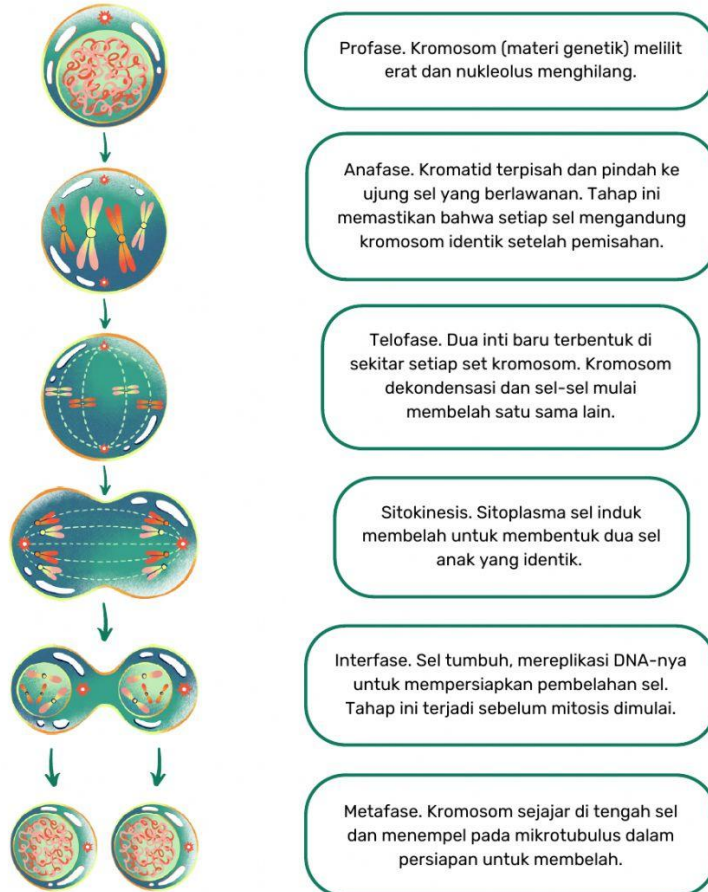 Profase. Kromosom (materi genetik) melilit
erat dan nukleolus menghilang.
Anafase. Kromatid terpisah dan pindah ke
ujung sel yang berlawanan. Tahap ini
memastikan bahwa setiap sel mengandung
kromosom identik setelah pemisahan.
Telofase. Dua inti baru terbentuk di
sekitar setiap set kromosom. Kromosom
dekondensasi dan sel-sel mulai
membelah satu sama lain.
Sitokinesis. Sitoplasma sel induk
membelah untuk membentuk dua sel
anak yang identik.
Interfase. Sel tumbuh, mereplikasi DNA-nya
untuk mempersiapkan pembelahan sel.
Tahap ini terjadi sebelum mitosis dimulai.
Metafase. Kromosom sejajar di tengah sel
dan menempel pada mikrotubulus dalam
persiapan untuk membelah.